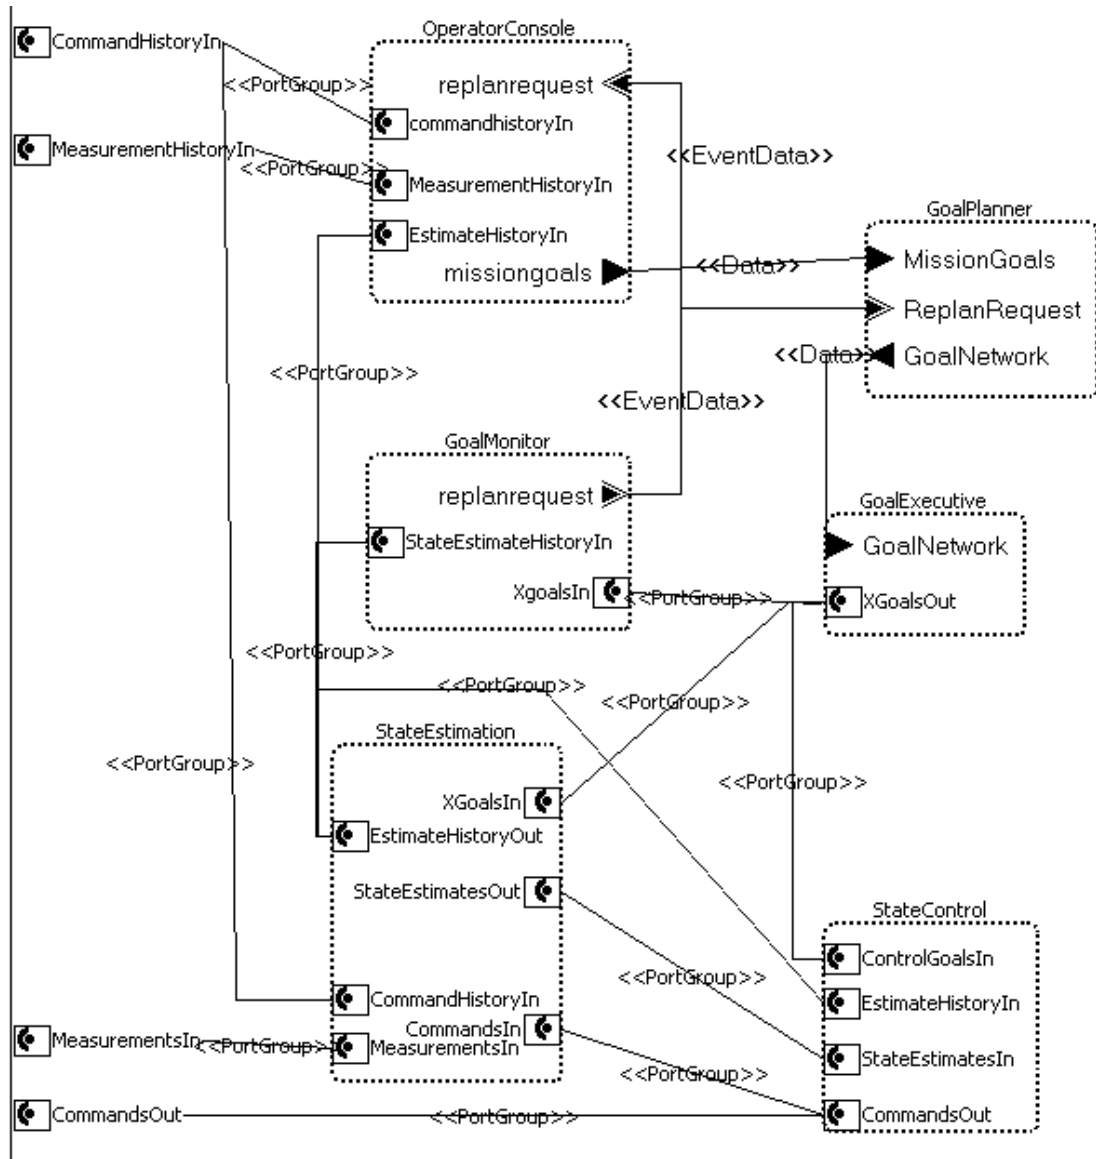 OperatorConsole
CommandHistoryIn
<<PortGroup>>
replanrequest
commandhistoryIn
MeasurementHistoryIn
<<PortGroup>>
<<EventData>>
MeasurementHistoryIn
GoalPlanner
EstimateHistoryIn
missiongoals
<<Data>>
MissionGoals
ReplanRequest
<<Data>>
GoalNetwork
<<PortGroup>>
<<EventData>>
GoalMonitor
replanrequest
GoalExecutive
StateEstimateHistoryIn
GoalNetwork
XgoalsIn
<<PortGroup>>
XGoalsOut
<<PortGroup>>
<<PortGroup>>
<<PortGroup>>
StateEstimation
<<PortGroup>>
<<PortGroup>>
XGoalsIn
EstimateHistoryOut
StateEstimatesOut
StateControl
ControlGoalsIn
<<PortGroup>>
CommandHistoryIn
EstimateHistoryIn
CommandsIn
MeasurementsIn
<<PortGroup>>
MeasurementsIn
StateEstimatesIn
<<PortGroup>>
CommandsOut
<<PortGroup>>
CommandsOut